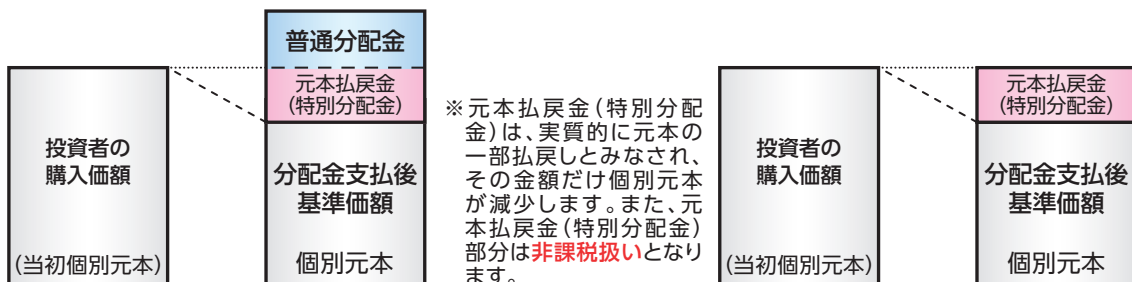 普通分配金
元本払戻金
(特別分配金)
投資者の
購入価額
(当初個別元本)
分配金支払後
基準価額
個別元本
※元本払戻金(特別分配
金)は、実質的に元本の
一部払戻しとみなされ、
その金額だけ個別元本
が減少します。また、元
本払戻金(特別分配金)
部分は非課税扱いとなり
ます。
投資者の
購入価額
(当初個別元本)
元本払戻金
(特別分配金)
分配金支払後
基準価額
個別元本